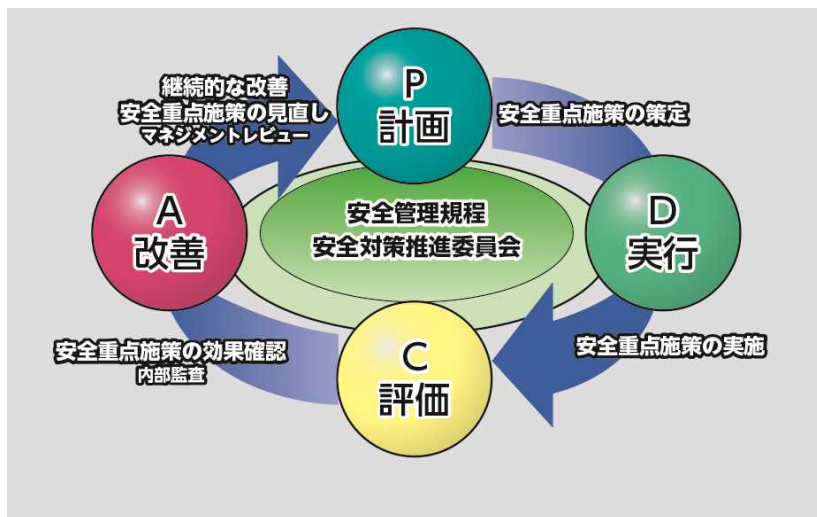 P
計画
継続的な改善
安全重点施策の見直し
マネジメントレビュー
安全重点施策の策定
A
改善
安全管理規程
安全対策推進委員会
D
実行
安全重点施策の効果確認
内部監査
C
評価
安全重点施策の実施